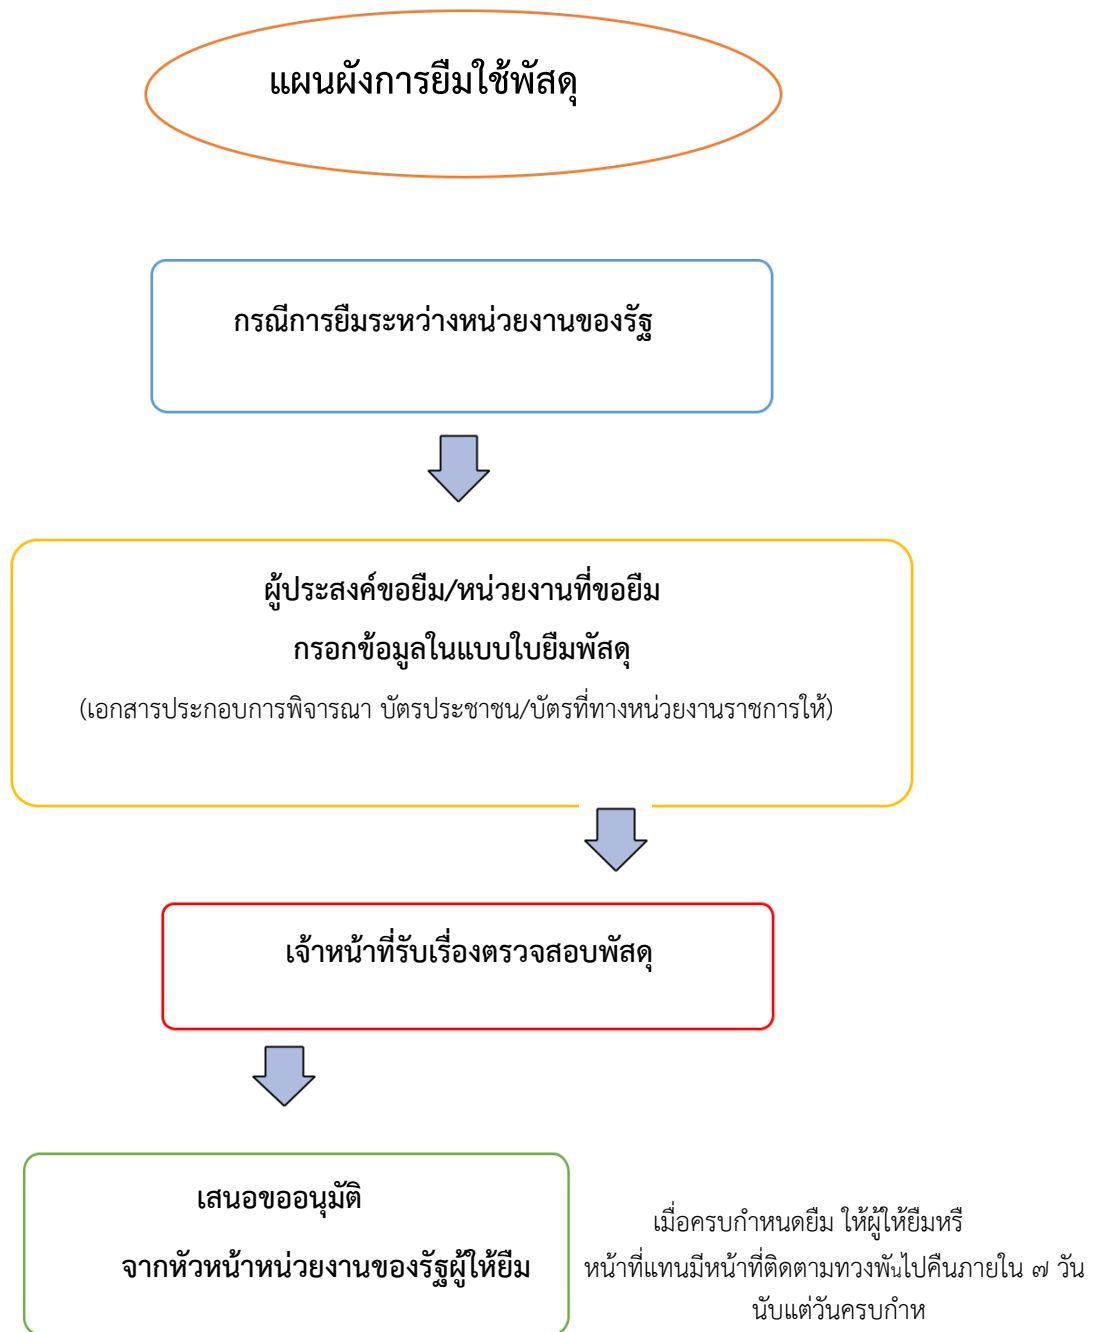 แผนผังการยืมใช้พัสดุ
กรณีการยืมระหว่างหน่วยงานของรัฐ
ผู้ประสงค์ขอยืม/หน่วยงานที่ขอยืม
กรอกข้อมูลในแบบใบยืมพัสดุ
(เอกสารประกอบการพิจารณา บัตรประชาชน/บัตรที่ทางหน่วยงานราชการให้)
เจ้าหน้าที่รับเรื่องตรวจสอบพัสดุ
เสนอขออนุมัติ
จากหัวหน้าหน่วยงานของรัฐผู้ให้ยืม
เมื่อครบกำหนดยืม ให้ผู้ให้ยืมหรื
หน้าที่แทนมีหน้าที่ติดตามทวงพันไปคืนภายใน ๗ วัน
นับแต่วันครบกำห